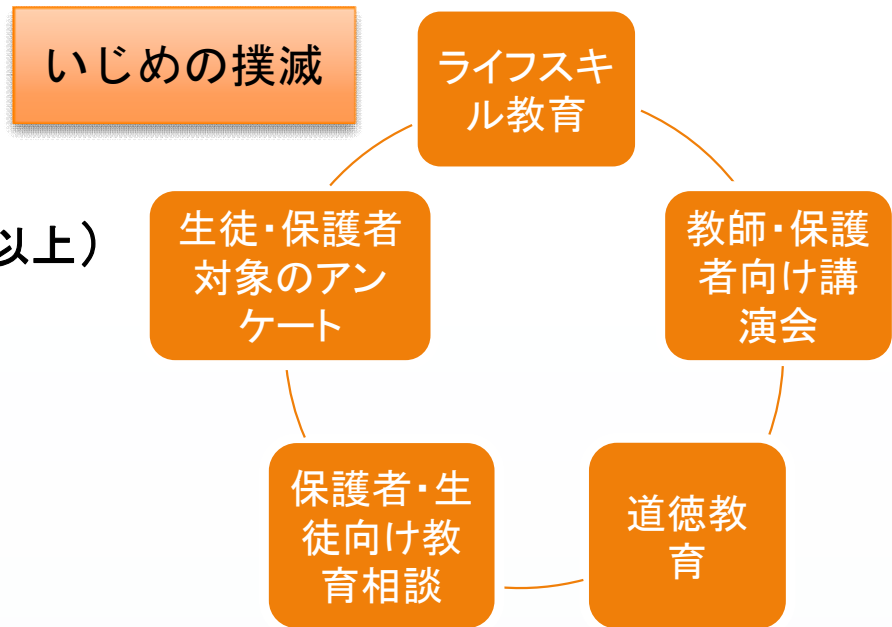 いじめの撲滅
ライフスキ
ル教育
以上）
生徒・保護者
対象のアン
ケート
教師・保護
者向け講
演会
保護者・生
徒向け教
育相談
道徳教
育